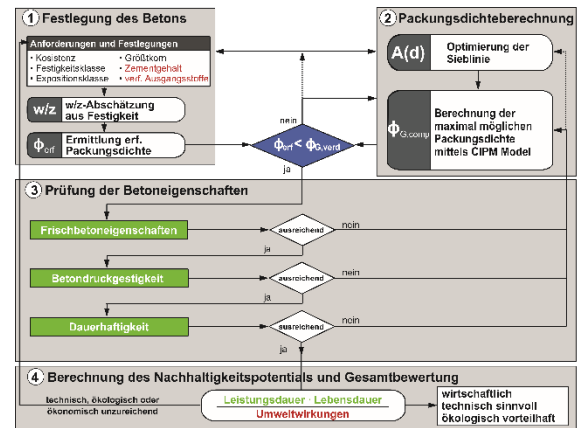 1 Festlegung des Betons
Anforderungen und Festlegungen
• Kosistenz
• Größtkorn
• Festigkeitsklasse
• Zementgehalt
• Expositionsklasse
• verf. Ausgangsstoffe
w/z
w/z-Abschätzung
aus Festigkeit
ϕerf
Ermittlung erf.
Packungsdichte
nein
ϕerf < ϕG,verd
ja
2 Packungsdichteberechnung
A(d)
Optimierung der
Sieblinie
ϕG,comp
Berechnung der
maximal möglichen
Packungsdichte
mittels CIPM Model
3 Prüfung der Betoneigenschaften
Frischbetoneigenschaften
ausreichend
nein
ja
Betondruckgestigkeit
ausreichend
nein
ja
Dauerhaftigkeit
ausreichend
nein
ja
4 Berechnung des Nachhaltigkeitspotentials und Gesamtbewertung
technisch, ökologisch oder
ökonomisch unzureichend
Leistungsdauer · Lebensdauer
Umweltwirkungen
wirtschaftlich
technisch sinnvoll
ökologisch vorteilhaft